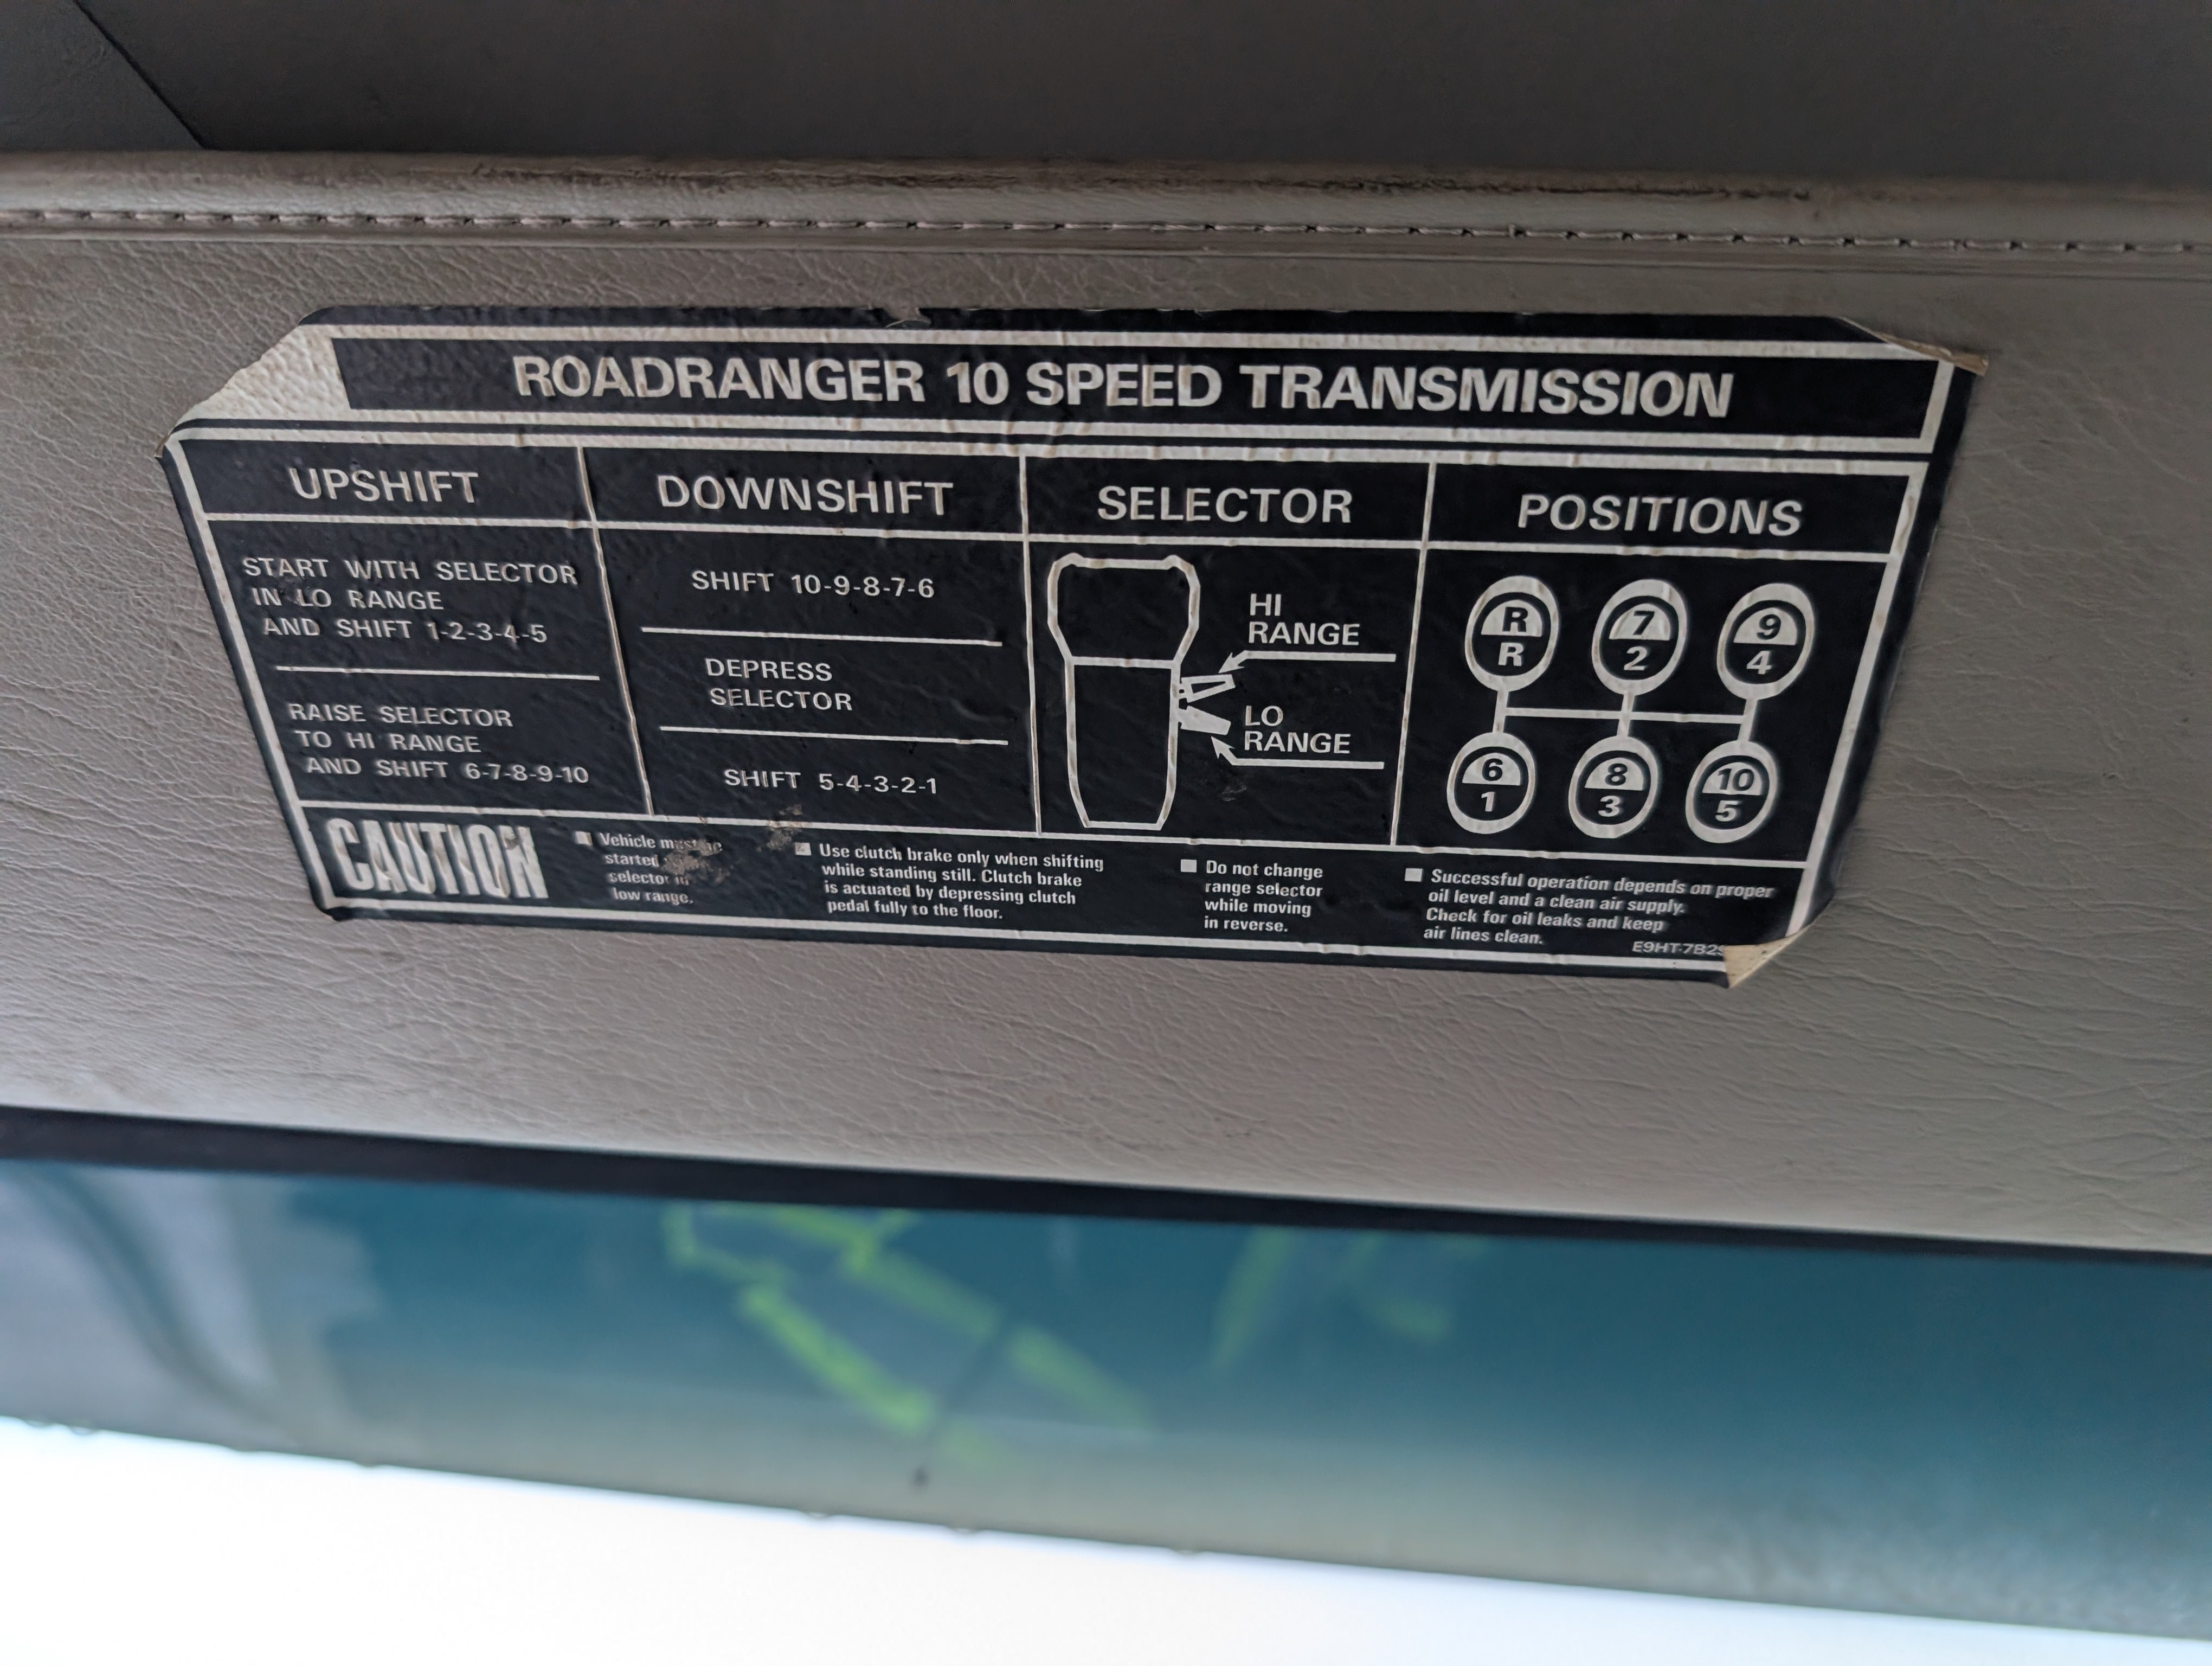 ROADRANGER 10 SPEED TRANSMISSION
UPSHIFT
START WITH SELECTOR
IN LO RANGE
AND SHIFT 1-2-3-4-5
RAISE SELECTOR
TO HI RANGE
AND SHIFT 6-7-8-9-10
DOWNSHIFT
SHIFT 10-9-8-7-6
DEPRESS
SELECTOR
SHIFT 5-4-3-2-1
SELECTOR
HI
RANGE
LO
RANGE
POSITIONS
R 7 9
R 2 4
6 8 10
1 3 5
CAUTION
Vehicle must
started
selector
low range.
Use clutch brake only when shifting
while standing still. Clutch brake
is actuated by depressing clutch
pedal fully to the floor.
Do not change
range selector
while moving
in reverse.
Successful operation depends on proper
oil level and a clean air supply.
Check for oil leaks and keep
air lines clean.